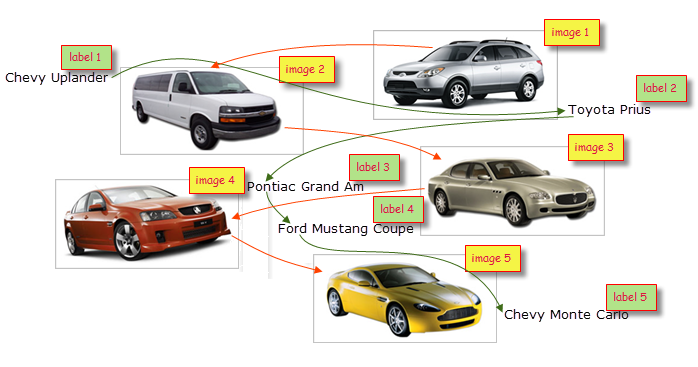 image 1
label 1
image 2
Chevy Uplander
label 2
Toyota Prius
image 3
label 3
image 4
Pontiac Grand Am
label 4
Ford Mustang Coupe
image 5
label 5
Chevy Monte Carlo